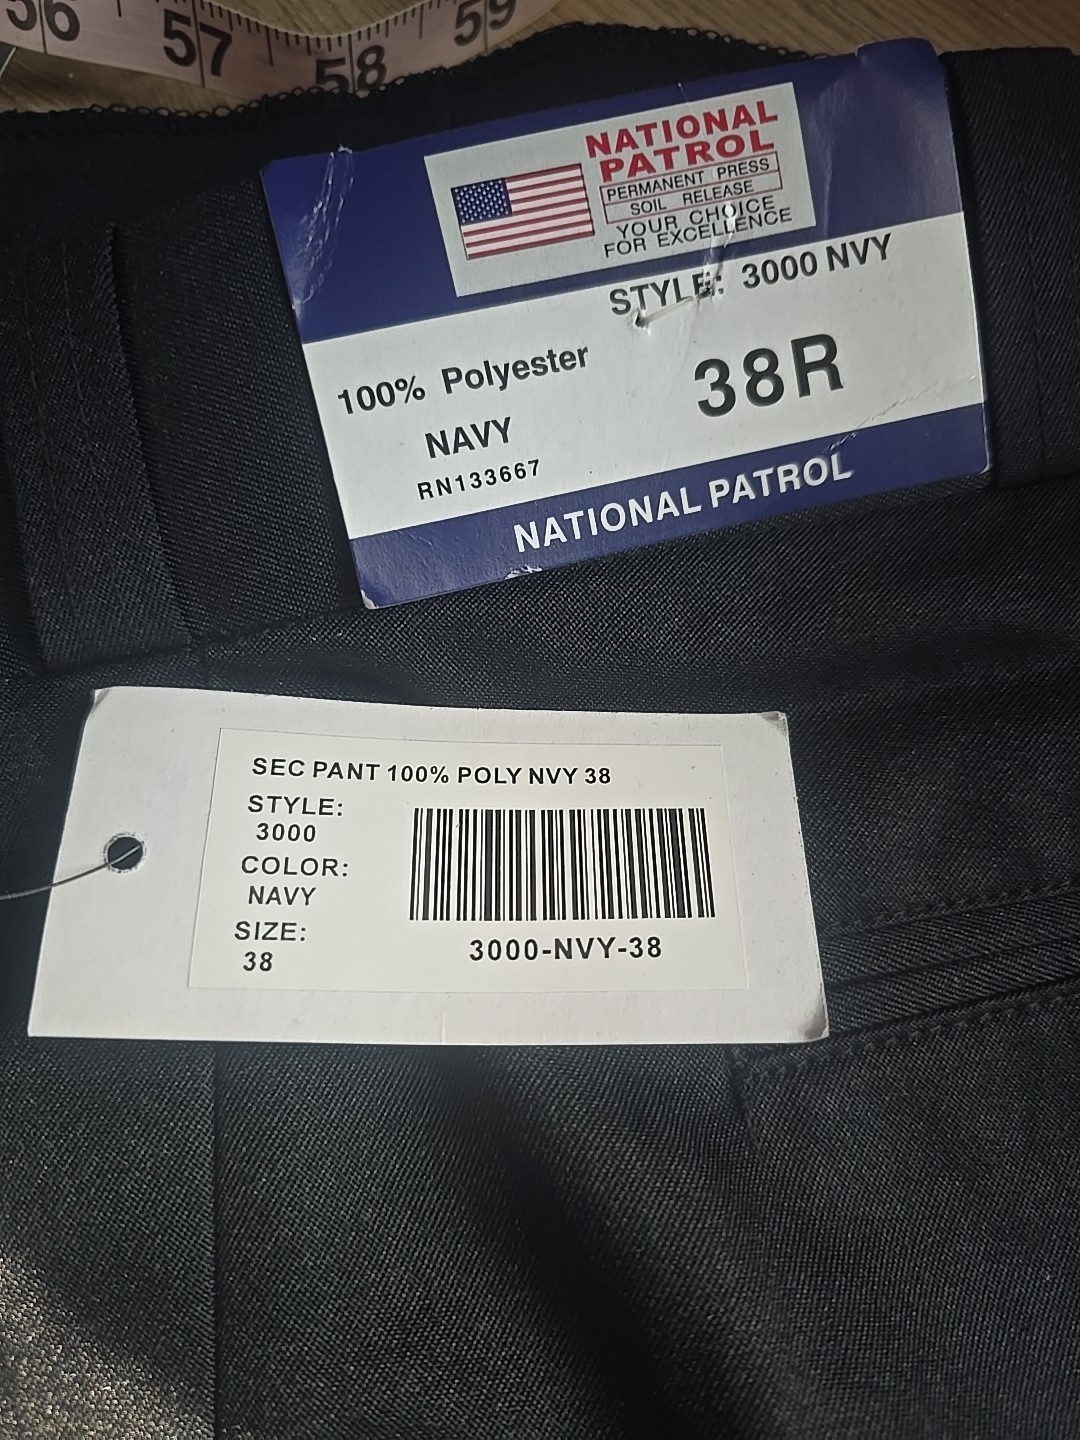 56 57 58 59
NATIONAL
PATROL
PERMANENT PRESS
SOIL RELEASE
YOUR CHOICE
FOR EXCELLENCE
STYLE: 3000 NVY
100% Polyester
38R
NAVY
RN133667
NATIONAL PATROL
SEC PANT 100% POLY NVY 38
STYLE:
3000
COLOR:
NAVY
SIZE:
38
3000-NVY-38